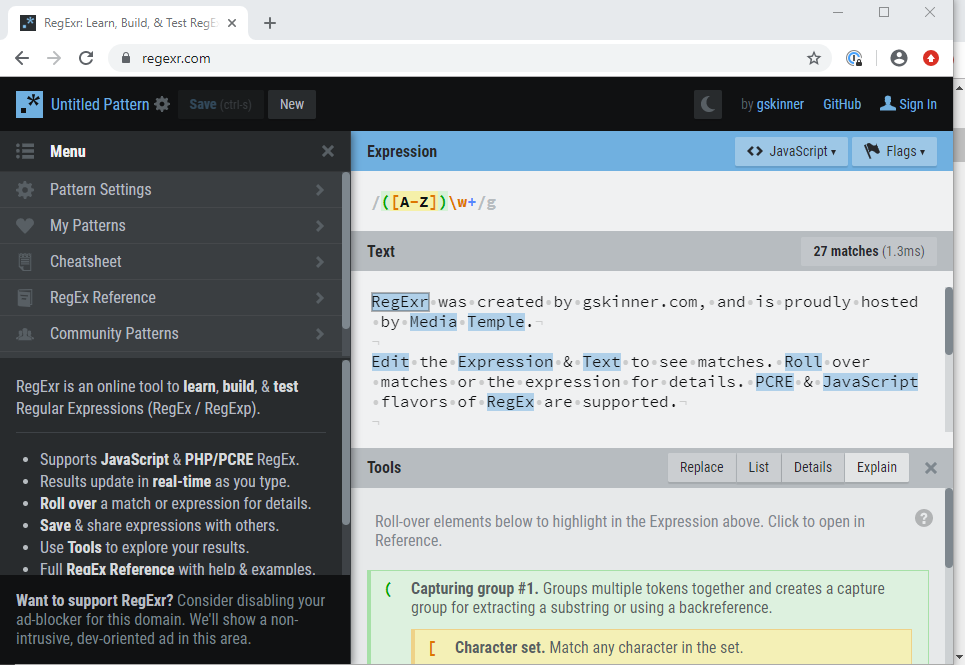 RegExr: Learn, Build, & Test RegE
regexr.com
Untitled Pattern
Save (ctrl-s)
New
by gskinner
GitHub
Sign In
Menu
Pattern Settings
My Patterns
Cheatsheet
RegEx Reference
Community Patterns
RegExr is an online tool to learn, build, & test
Regular Expressions (RegEx / RegExp).
• Supports JavaScript & PHP/PCRE RegEx.
• Results update in real-time as you type.
• Roll over a match or expression for details.
• Save & share expressions with others.
• Use Tools to explore your results.
• Full RegEx Reference with help & examples.
Want to support RegExr? Consider disabling your
ad-blocker for this domain. We'll show a non-
intrusive, dev-oriented ad in this area.
Expression
<> JavaScript ▾
Flags ▾
/([A-Z])\w+/g
Text
27 matches (1.3ms)
RegExr was created by gskinner.com, and is proudly hosted
by Media Temple.
Edit the Expression & Text to see matches. Roll over
matches or the expression for details. PCRE & JavaScript
flavors of RegEx are supported.
Tools
Replace
List
Details
Explain
Roll-over elements below to highlight in the Expression above. Click to open in
Reference.
?
( Capturing group #1. Groups multiple tokens together and creates a capture
group for extracting a substring or using a backreference.
[ Character set. Match any character in the set.